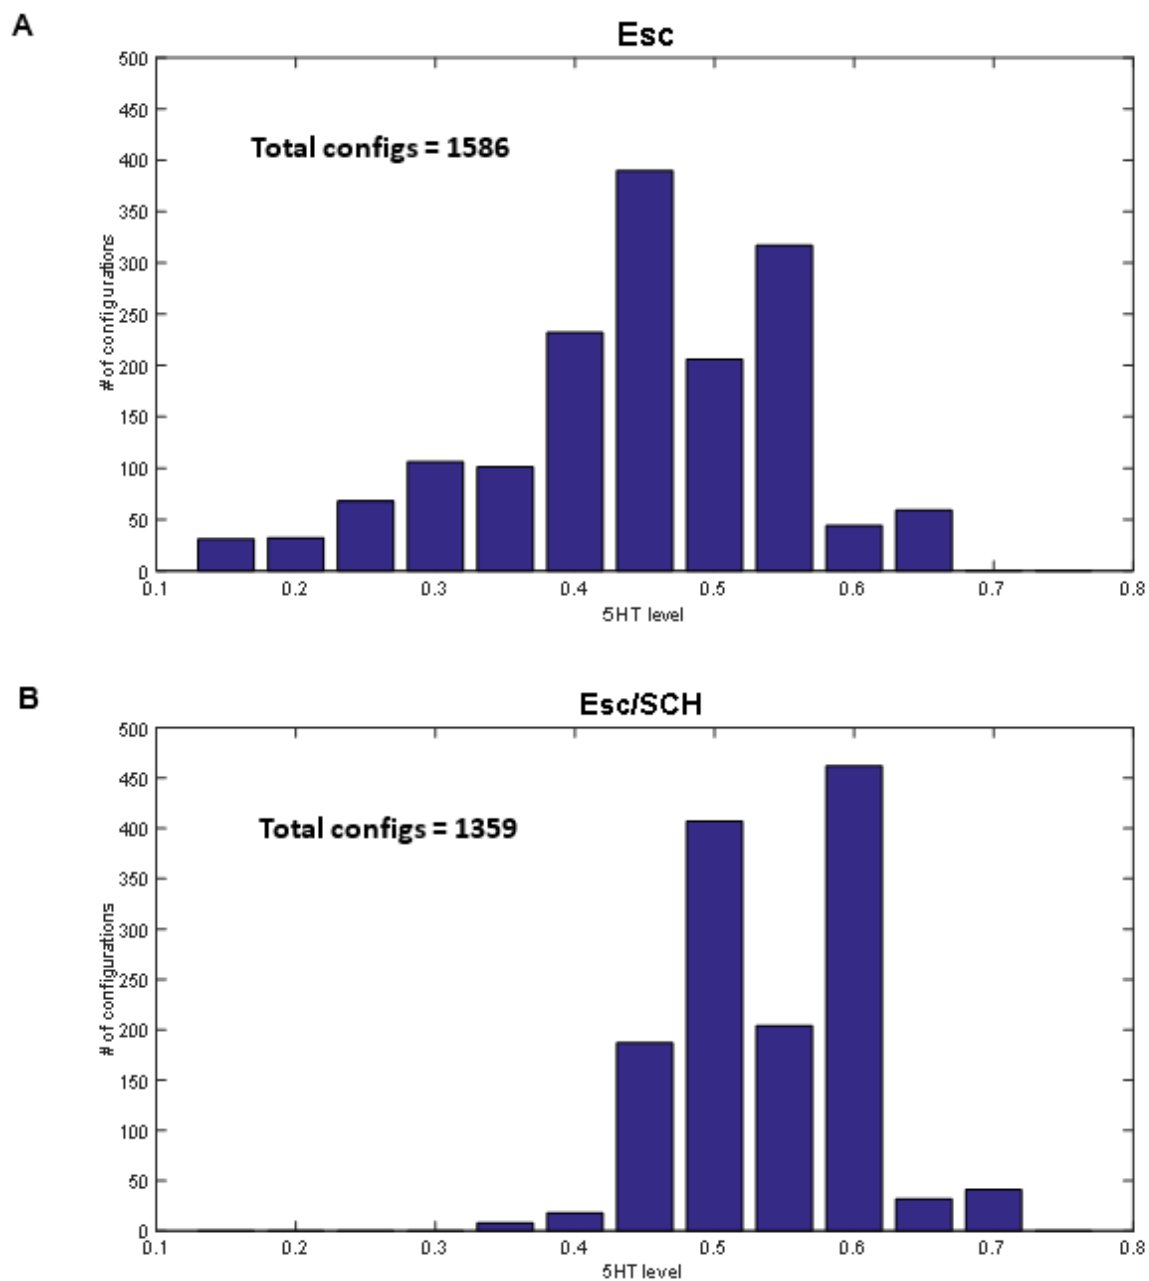 A
Esc
500
450
Total configs = 1586
400
350
300
250
200
150
100
50
0
# of configurations
0.1 0.2 0.3 0.4 0.5 0.6 0.7 0.8
5HT level
B
Esc/SCH
500
450
Total configs = 1359
400
350
300
250
200
150
100
50
0
# of configurations
0.1 0.2 0.3 0.4 0.5 0.6 0.7 0.8
5HT level